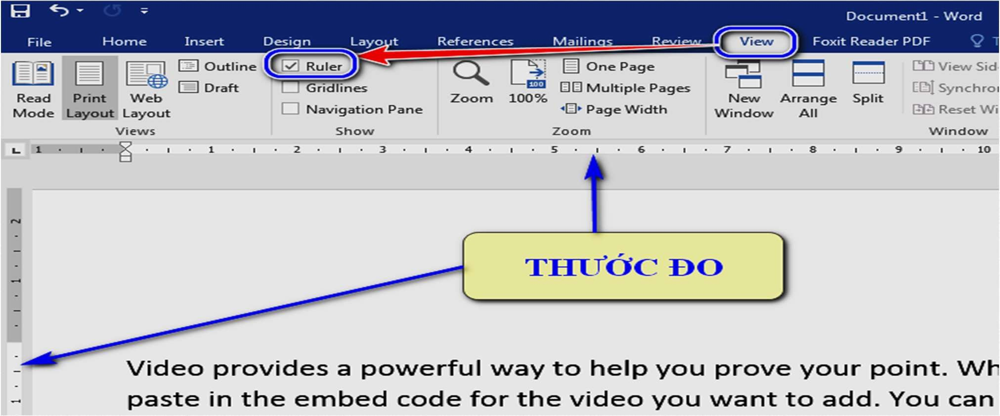 Document1 - Word
File Home Insert Design Layout References Mailings Review View Foxit Reader PDF T
Read Mode
Print Layout
Web Layout
Outline
Draft
Views
Ruler
Gridlines
Navigation Pane
Show
Zoom
100
100%
One Page
Multiple Pages
Page Width
Zoom
New Window
Arrange All
Split
View Sid
Synchro
Reset Wi
Window
L 1 1 2 3 4 5 6 7 8 9 10
2
1
1
THƯỚC ĐO
Video provides a powerful way to help you prove your point. Wh
paste in the embed code for the video you want to add. You can